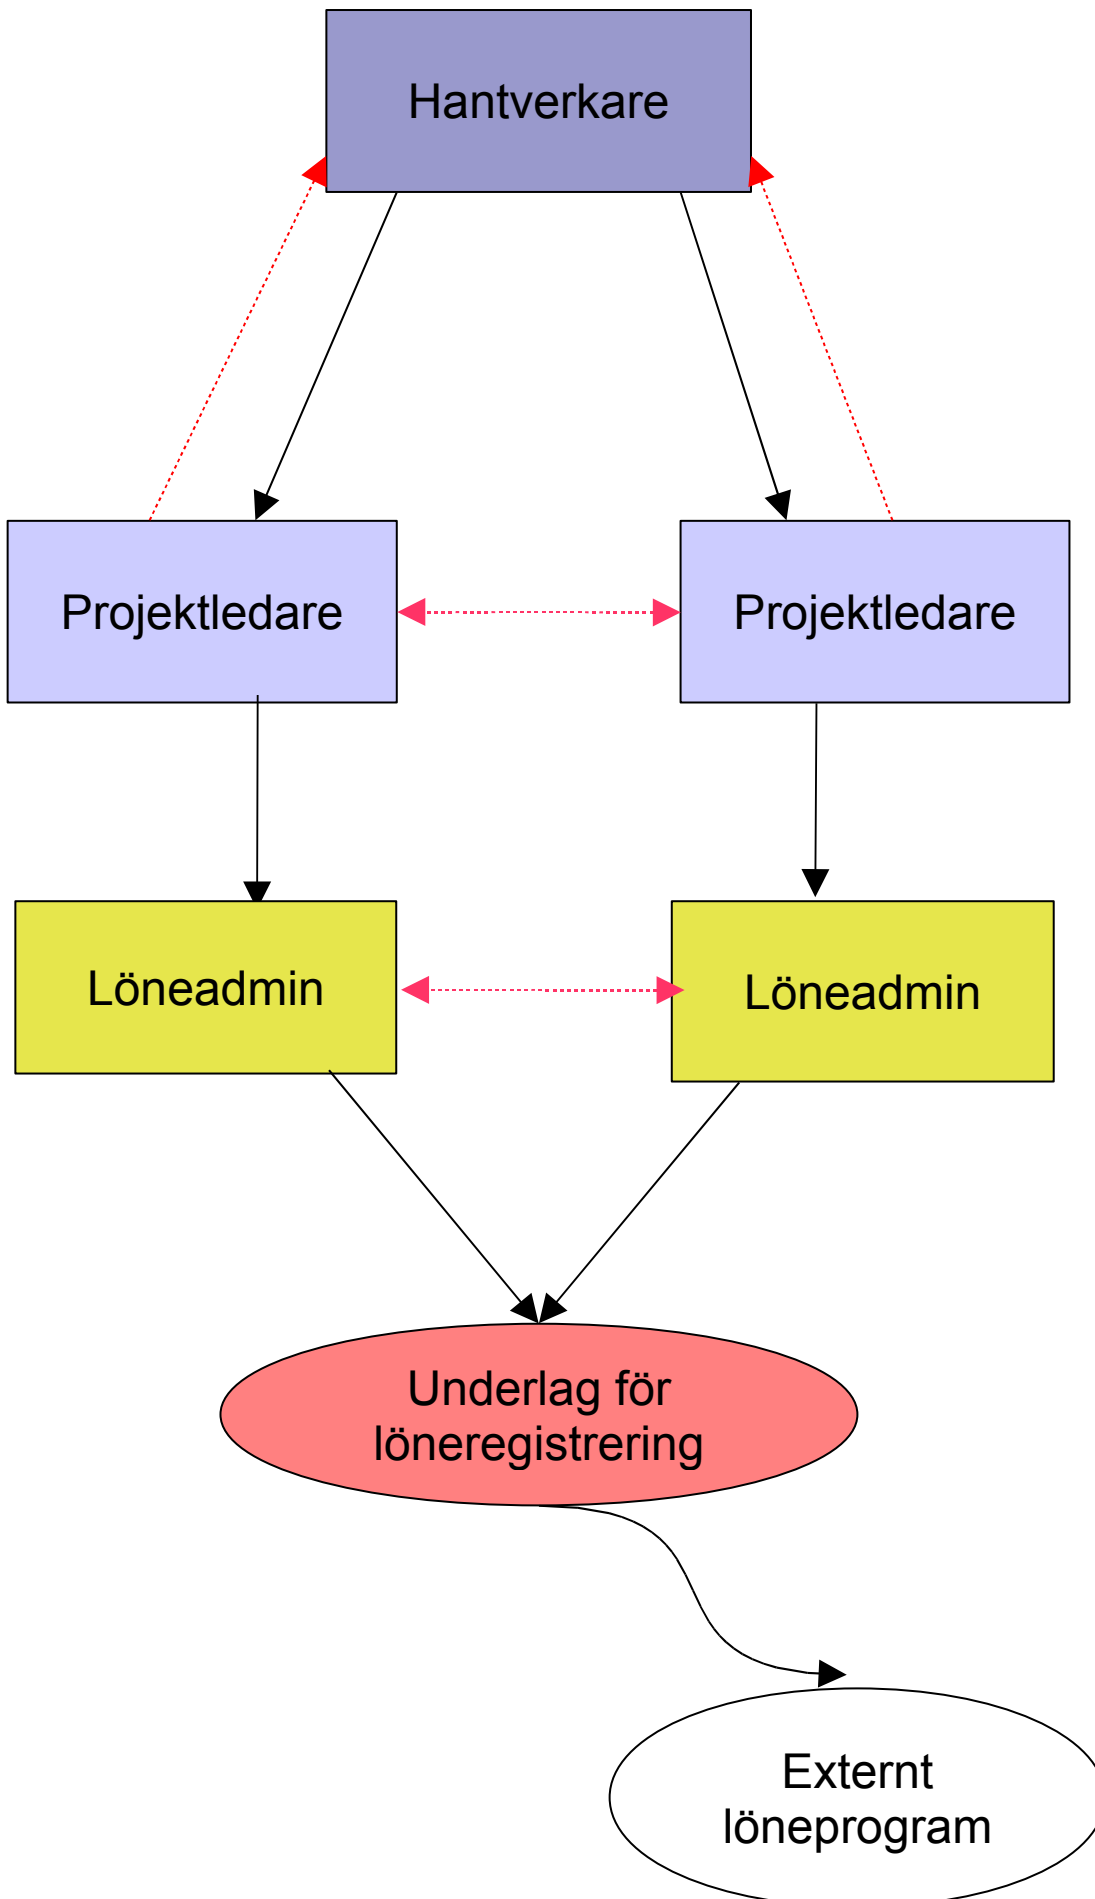 Hantverkare
Projektledare
Projektledare
Löneadmin
Löneadmin
Underlag för
löneregistrering
Externt
löneprogram